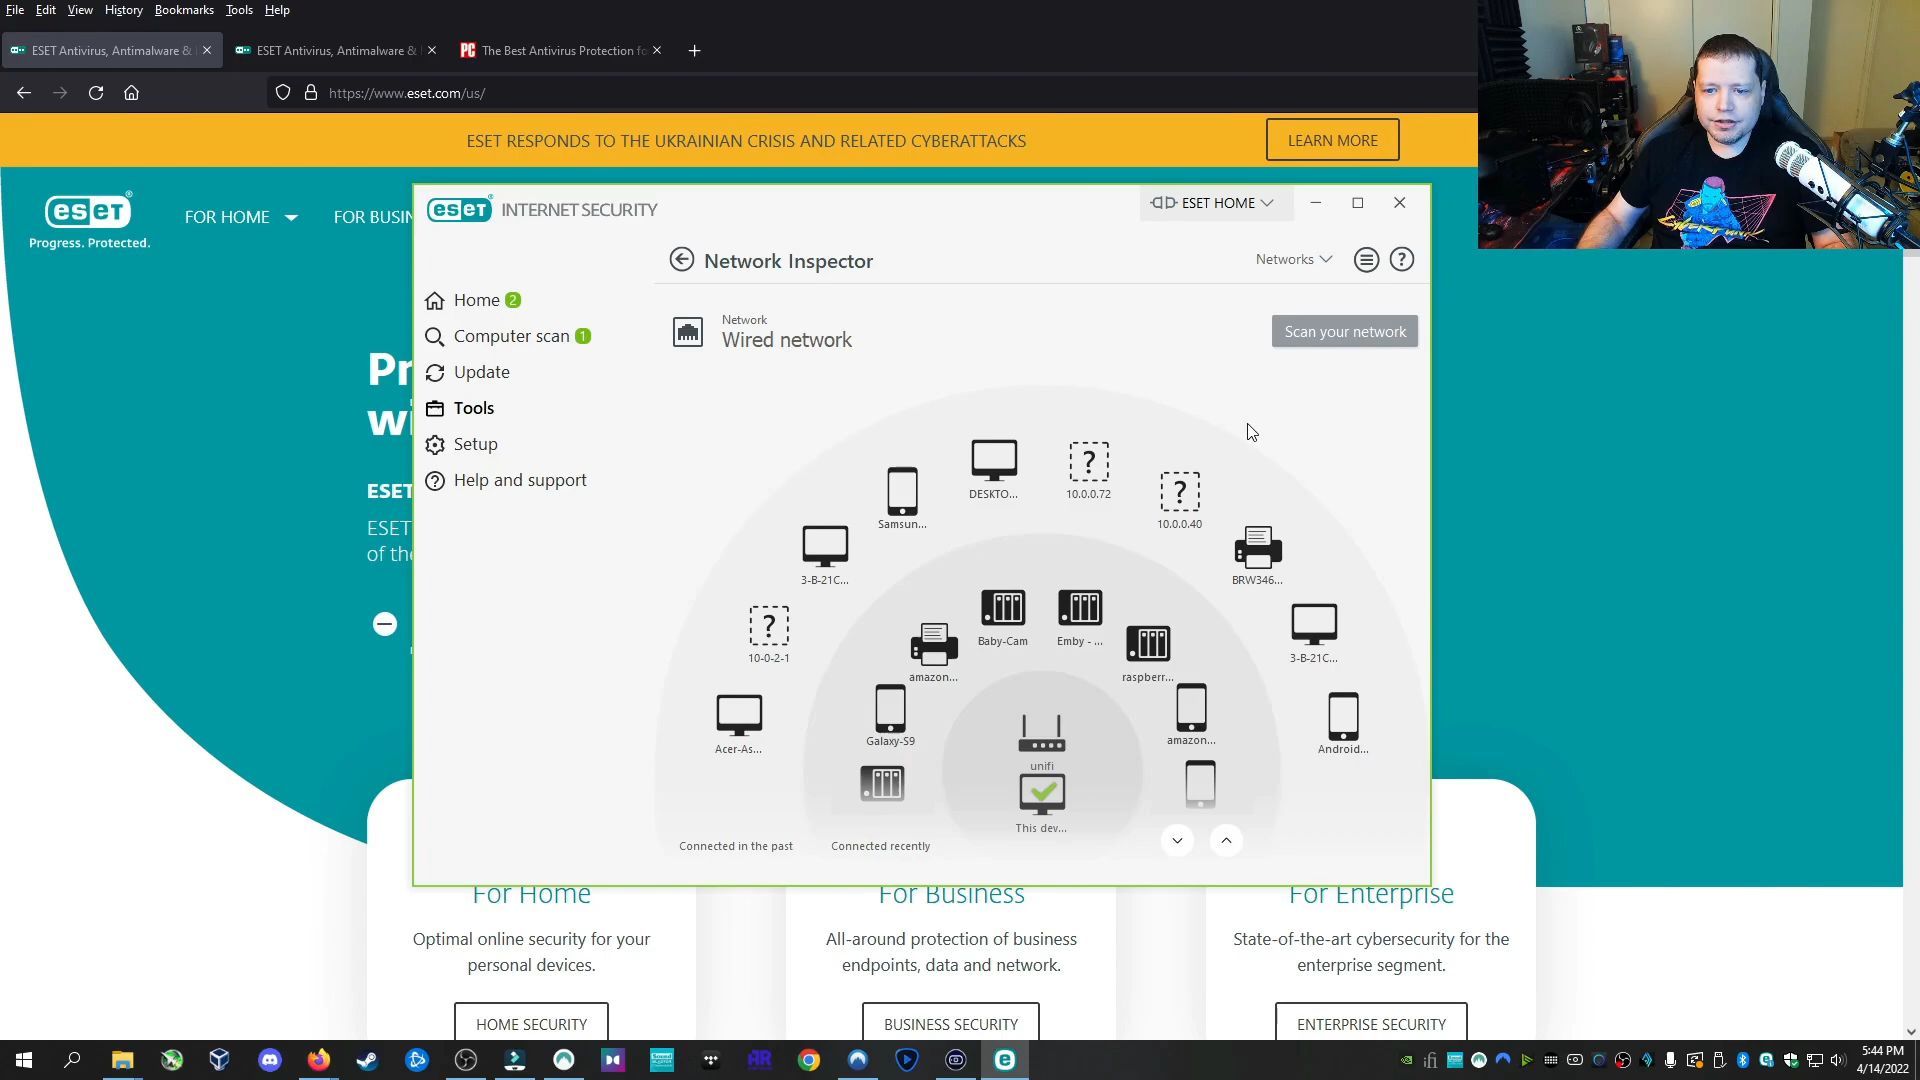 File Edit View History Bookmarks Tools Help
ESET Antivirus, Antimalware &
ESET Antivirus, Antimalware &
PC The Best Antivirus Protection fo
https://www.eset.com/us/
ESET RESPONDS TO THE UKRAINIAN CRISIS AND RELATED CYBERATTACKS
LEARN MORE
eset®
Progress. Protected.
FOR HOME
FOR BUSIN
eset® INTERNET SECURITY
ESET HOME
Network Inspector
Networks
?
Home 2
Computer scan 1
Update
Tools
Setup
Help and support
Network
Wired network
Scan your network
Pr
wi
ESET
ESET
of the
DESKTO...
?
10.0.0.72
Samsun...
?
10.0.0.40
3-B-21C...
BRW346...
?
10-0-2-1
Baby-Cam
Emby - ...
3-B-21C...
amazon...
raspberr...
Acer-As...
Galaxy-S9
amazon...
Android...
unifi
This dev...
Connected in the past
Connected recently
For Home
Optimal online security for your
personal devices.
HOME SECURITY
For Business
All-around protection of business
endpoints, data and network.
BUSINESS SECURITY
For Enterprise
State-of-the-art cybersecurity for the
enterprise segment.
ENTERPRISE SECURITY
5:44 PM
4/14/2022